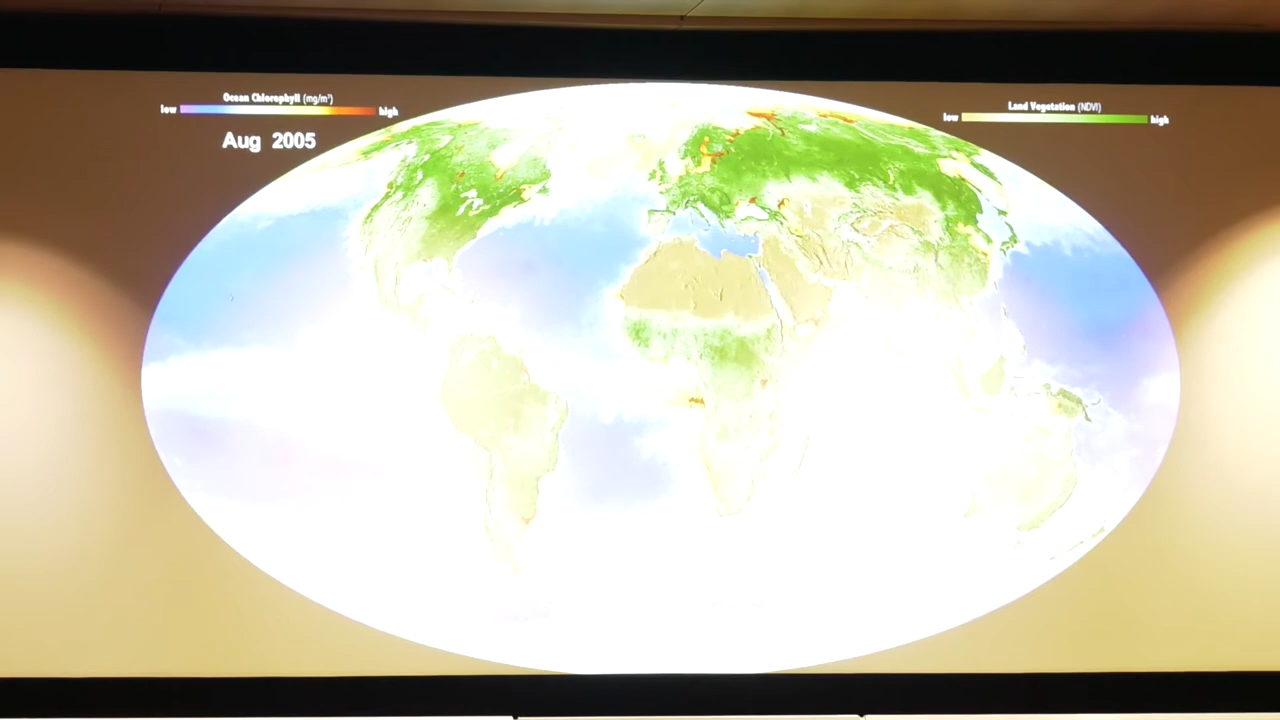 Ocean Chlorophyll (mg/m³)
low high
Aug 2005
Land Vegetation (NDVI)
low high